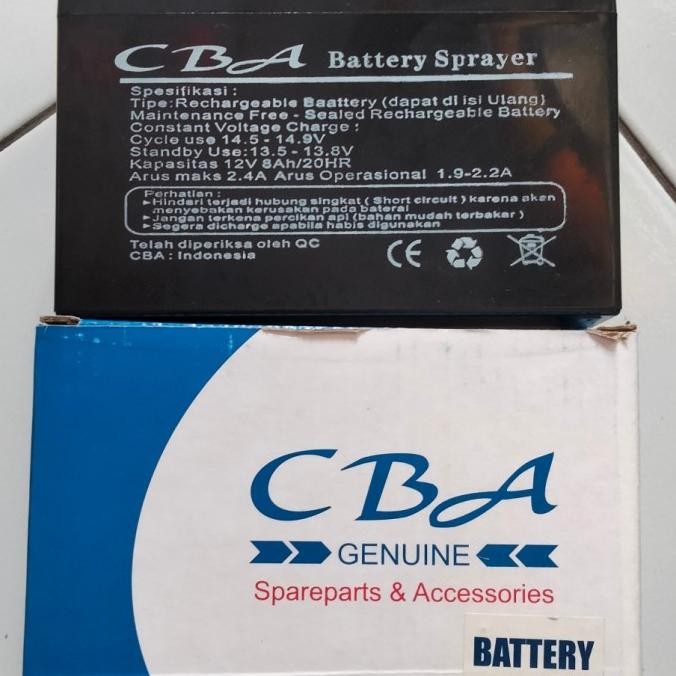 CBA Battery Sprayer
Spesifikasi :
Tipe:Rechargeable Baattery (dapat di isi Ulang)
Maintenance Free - Sealed Rechargeable Battery
Constant Voltage Charge :
Cycle use 14.5 - 14.9V
Standby Use:13.5 - 13.8V
Kapasitas 12V 8Ah/20HR
Arus maks 2.4A Arus Operasional 1.9-2.2A
Perhatian :
Hindari terjadi hubung singkat ( Short circuit ) karena akan
menyebakan kerusakan pada baterai
Jangan terkena percikan api (bahan mudah terbakar )
Segera dicharge apabila habis digunakan
Telah diperiksa oleh QC
CBA : Indonesia
CE
CBA
GENUINE
Spareparts & Accessories
BATTERY